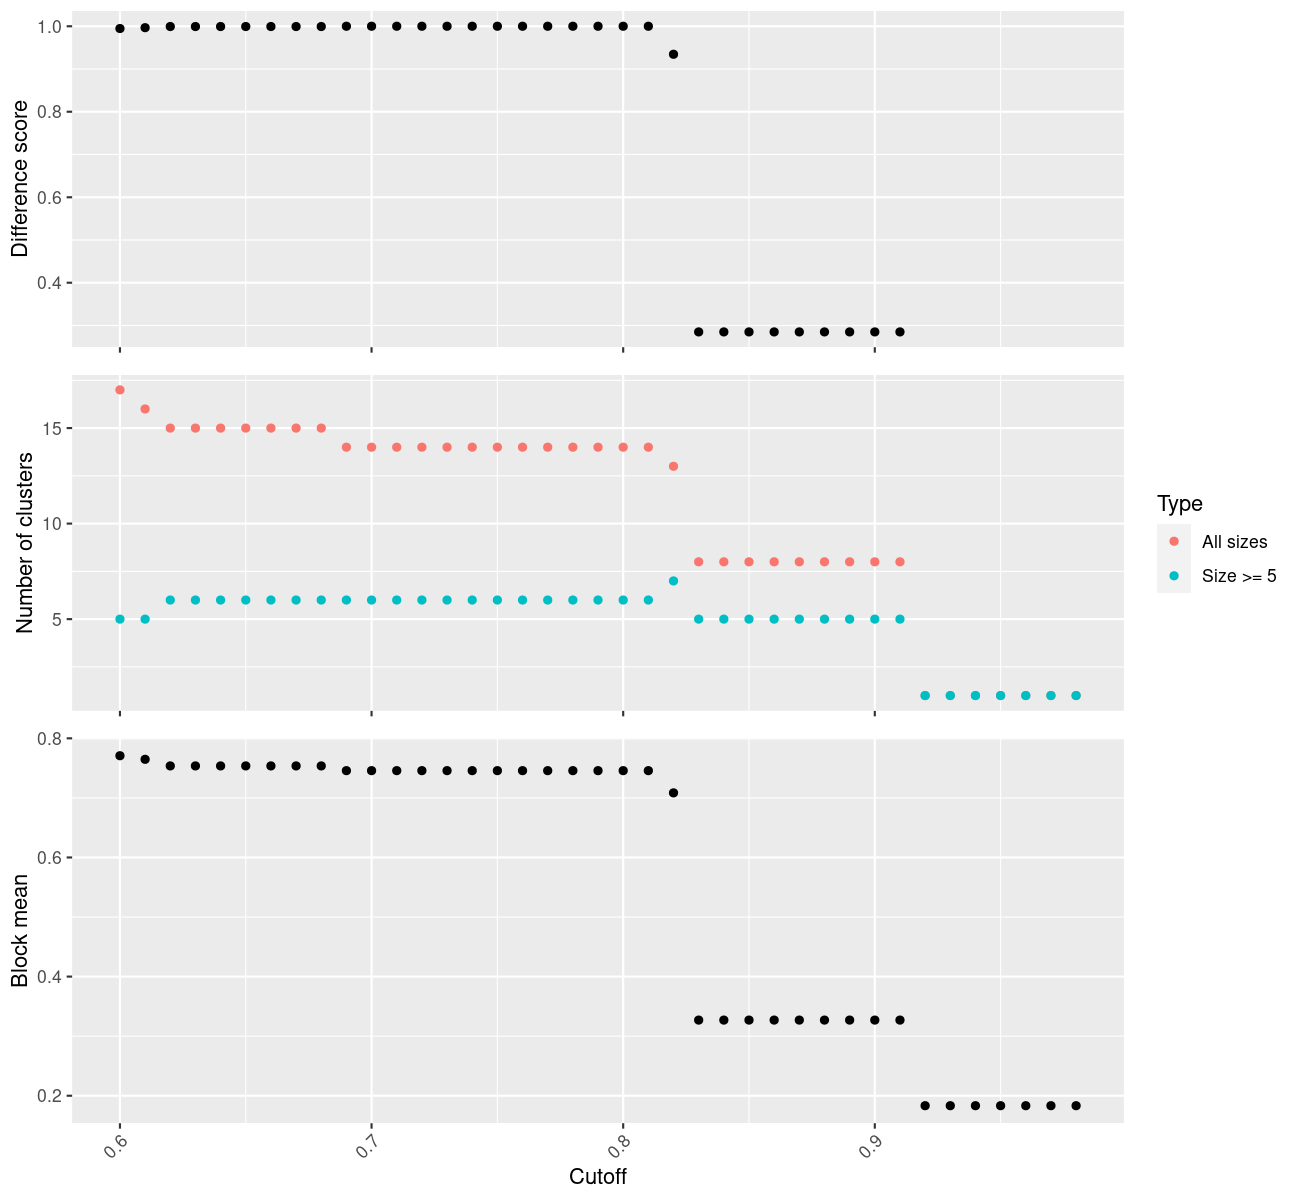 Difference score
1.0
0.8
0.6
0.4
Number of clusters
15
10
5
Type
All sizes
Size >= 5
Block mean
0.8
0.6
0.4
0.2
0.6
0.7
0.8
0.9
Cutoff